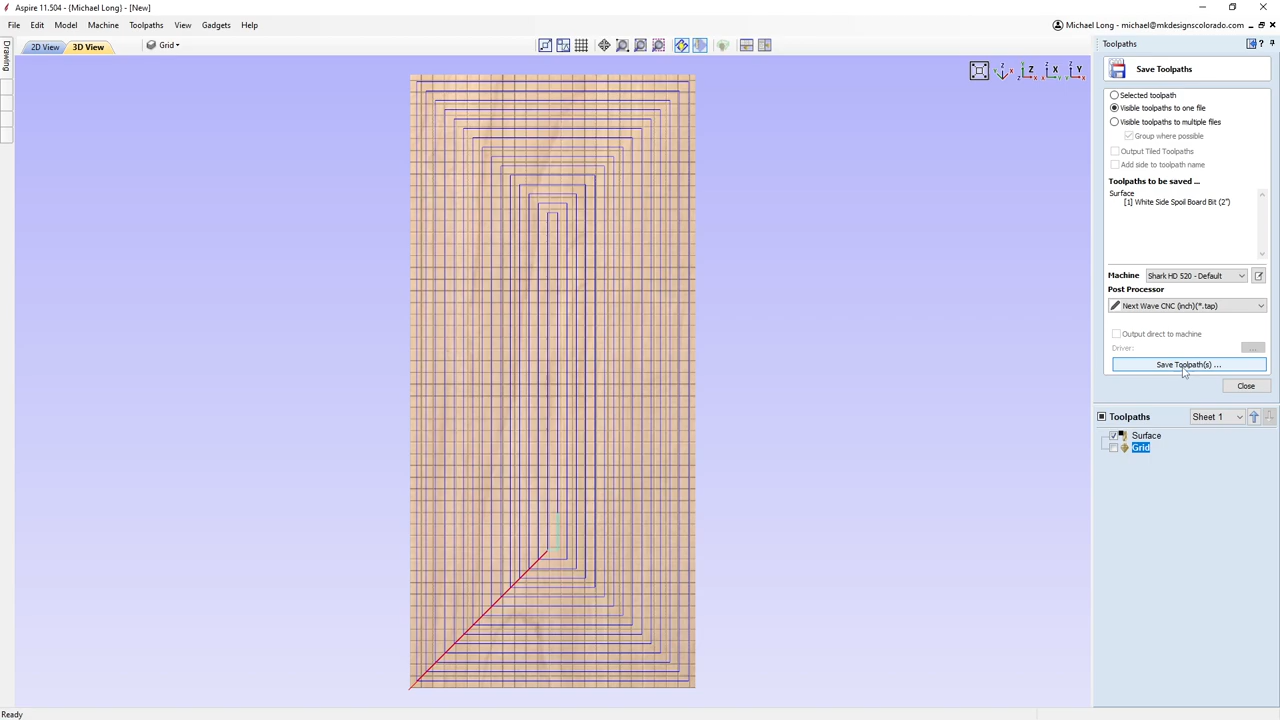 Aspire 11.504 - {Michael Long} - [New]
File Edit Model Machine Toolpaths View Gadgets Help
Michael Long - michael@mkdesignscolorado.com
Drawing
2D View 3D View Grid
Z X Y
Toolpaths
Save Toolpaths
Selected toolpath
Visible toolpaths to one file
Visible toolpaths to multiple files
Group where possible
Output Tiled Toolpaths
Add side to toolpath name
Toolpaths to be saved ...
Surface
[1] White Side Spoil Board Bit (2")
Machine Shark HD 520 - Default
Post Processor
Next Wave CNC (inch)(*.tap)
Output direct to machine
Driver: ...
Save Toolpath(s) ...
Close
Toolpaths Sheet 1
Surface
Grid
Ready